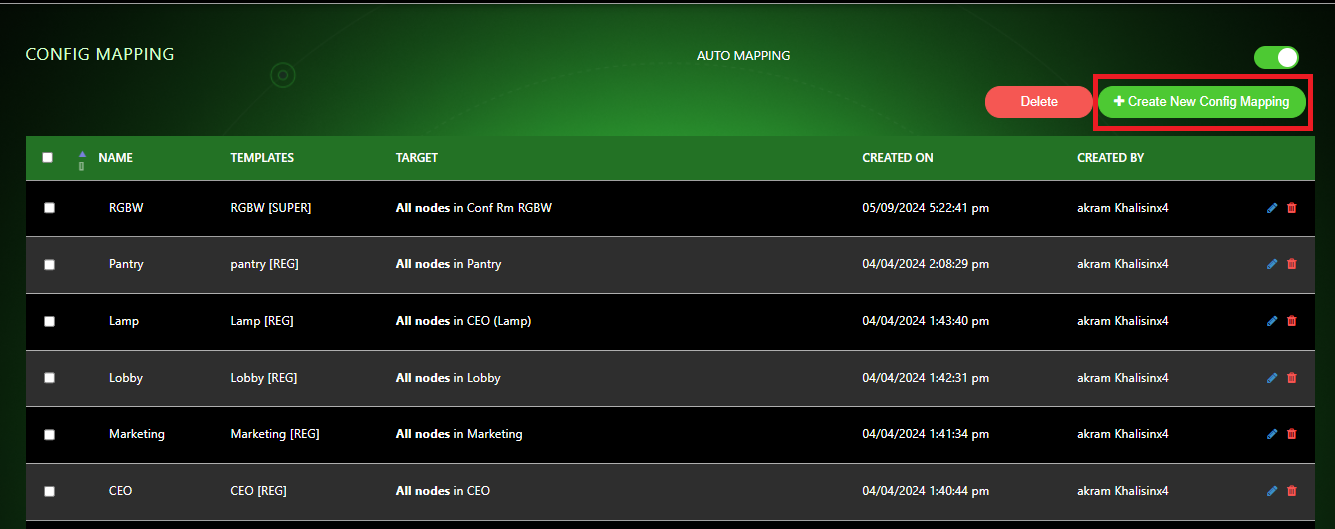 CONFIG MAPPING
AUTO MAPPING
Delete
Create New Config Mapping
NAME TEMPLATES TARGET CREATED ON CREATED BY
RGBW RGBW [SUPER] All nodes in Conf Rm RGBW 05/09/2024 5:22:41 pm akram Khalisinx4
Pantry pantry [REG] All nodes in Pantry 04/04/2024 2:08:29 pm akram Khalisinx4
Lamp Lamp [REG] All nodes in CEO (Lamp) 04/04/2024 1:43:40 pm akram Khalisinx4
Lobby Lobby [REG] All nodes in Lobby 04/04/2024 1:42:31 pm akram Khalisinx4
Marketing Marketing [REG] All nodes in Marketing 04/04/2024 1:41:34 pm akram Khalisinx4
CEO CEO [REG] All nodes in CEO 04/04/2024 1:40:44 pm akram Khalisinx4